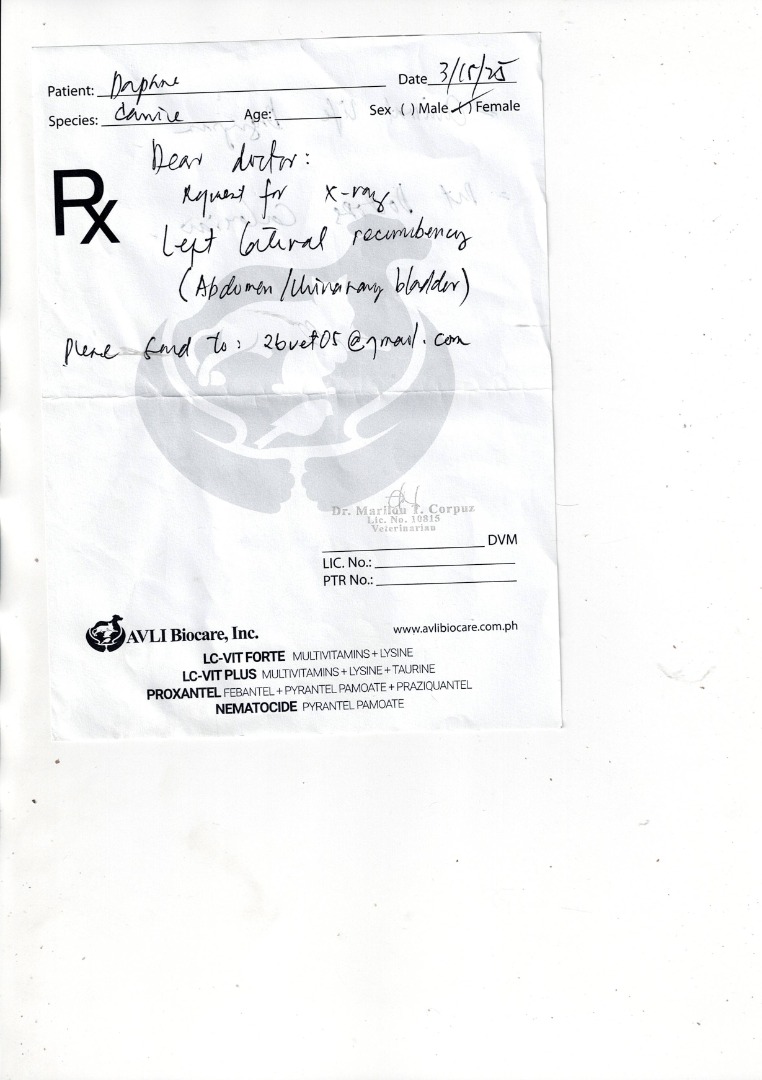 Patient: Daphne Date 3/15/25
Species: Canine Age: Sex ( ) Male (/) Female
Rx
Dear doctor:
Request for x-ray.
Left lateral recumbency
(Abdomen/Urinary bladder)
Please send to: 26vet05@gmail.com
Dr. Marilou T. Corpuz
Lic. No. 10815
Veterinarian
DVM
LIC. No.:
PTR No.:
AVLI Biocare, Inc. www.avlibiocare.com.ph
LC-VIT FORTE MULTIVITAMINS + LYSINE
LC-VIT PLUS MULTIVITAMINS + LYSINE + TAURINE
PROXANTEL FEBANTEL + PYRANTEL PAMOATE + PRAZIQUANTEL
NEMATOCIDE PYRANTEL PAMOATE